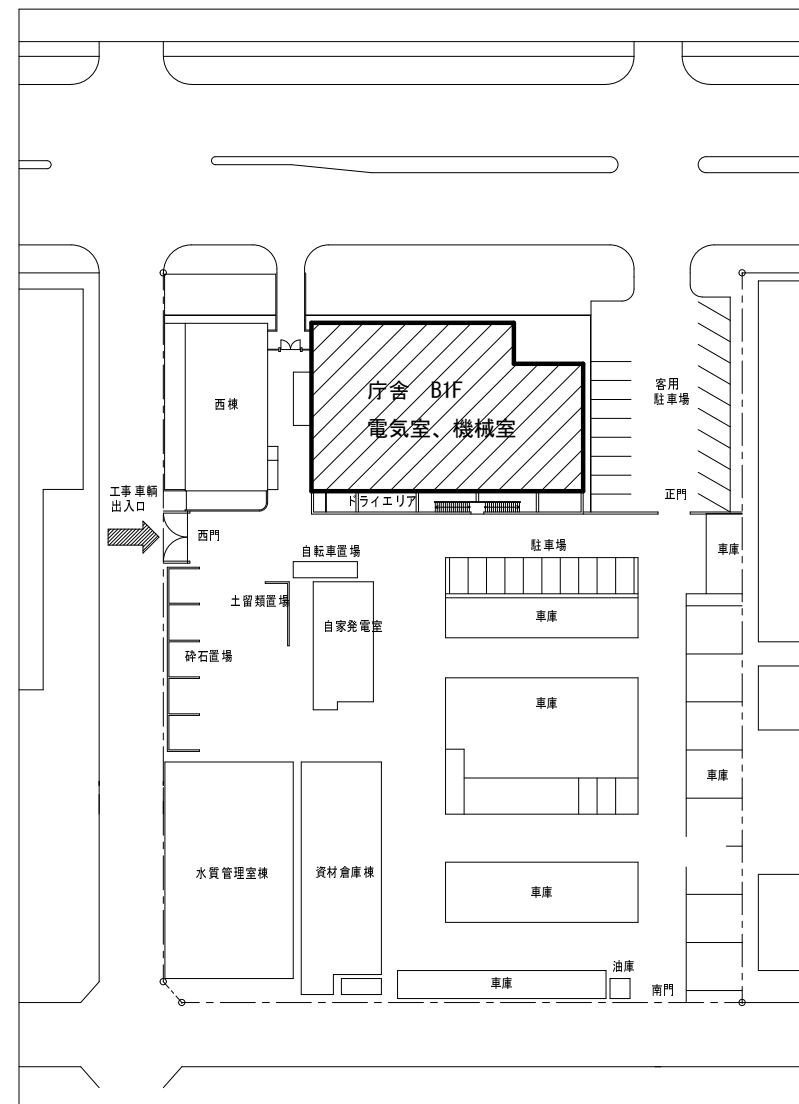 庁舎　B1F
電気室、機械室
西棟
客用
駐車場
正門
工事車輌
出入口
西門
ドライエリア
自転車置場
駐車場
車庫
土留類置場
自家発電室
車庫
砕石置場
車庫
車庫
水質管理室棟
資材倉庫棟
車庫
車庫
油庫
南門